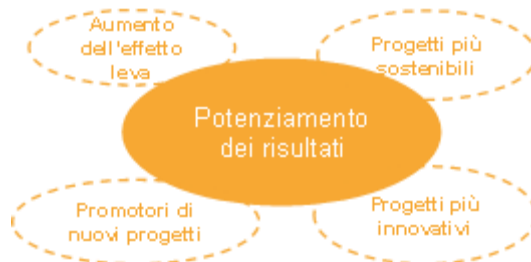 Aumento
dell'effetto
leva
Progetti più
sostenibili
Potenziamento
dei risultati
Promotori di
nuovi progetti
Progetti più
innovativi